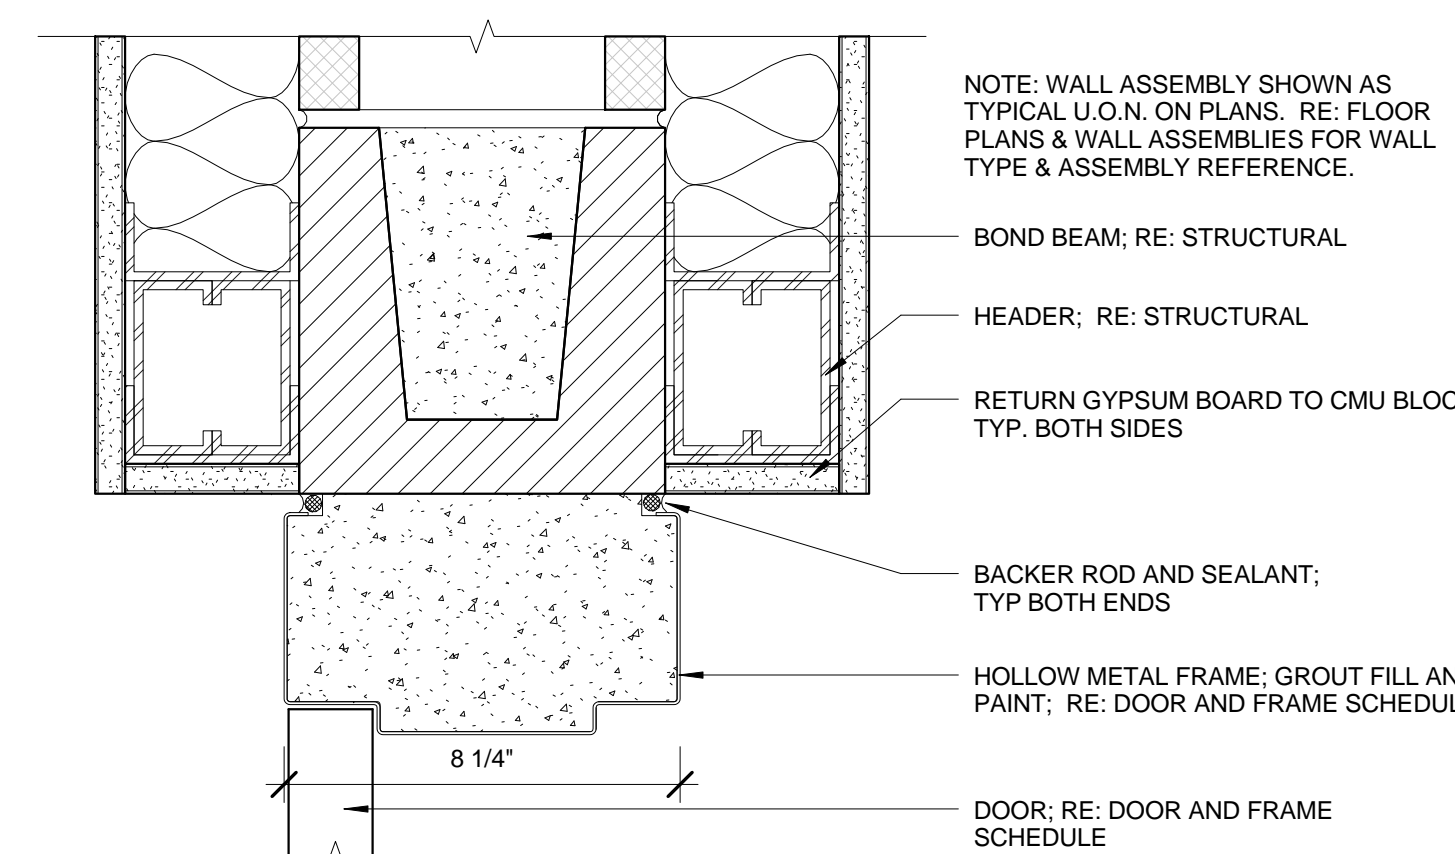 NOTE: WALL ASSEMBLY SHOWN AS
TYPICAL U.O.N. ON PLANS.  RE: FLOOR
PLANS & WALL ASSEMBLIES FOR WALL
TYPE & ASSEMBLY REFERENCE.
BOND BEAM; RE: STRUCTURAL
HEADER;  RE: STRUCTURAL
RETURN GYPSUM BOARD TO CMU
TYP. BOTH SIDES
BACKER ROD AND SEALANT;
TYP BOTH ENDS
HOLLOW METAL FRAME; GROUT FILL
PAINT;  RE: DOOR AND FRAME
8 1/4"
DOOR; RE: DOOR AND FRAME
SCHEDULE